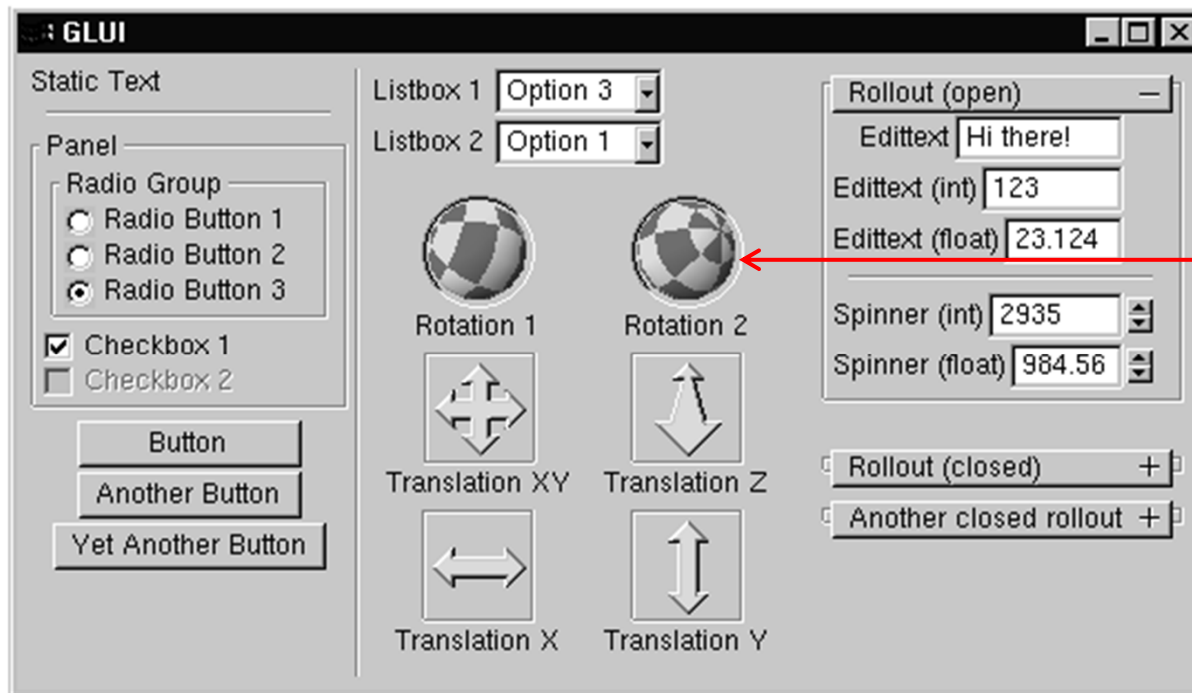 GLUI
Static Text
Panel
Radio Group
Radio Button 1
Radio Button 2
Radio Button 3
Checkbox 1
Checkbox 2
Button
Another Button
Yet Another Button
Listbox 1 Option 3
Listbox 2 Option 1
Rotation 1 Rotation 2
Translation XY Translation Z
Translation X Translation Y
Rollout (open)
Edittext Hi there!
Edittext (int) 123
Edittext (float) 23.124
Spinner (int) 2935
Spinner (float) 984.56
Rollout (closed)
Another closed rollout